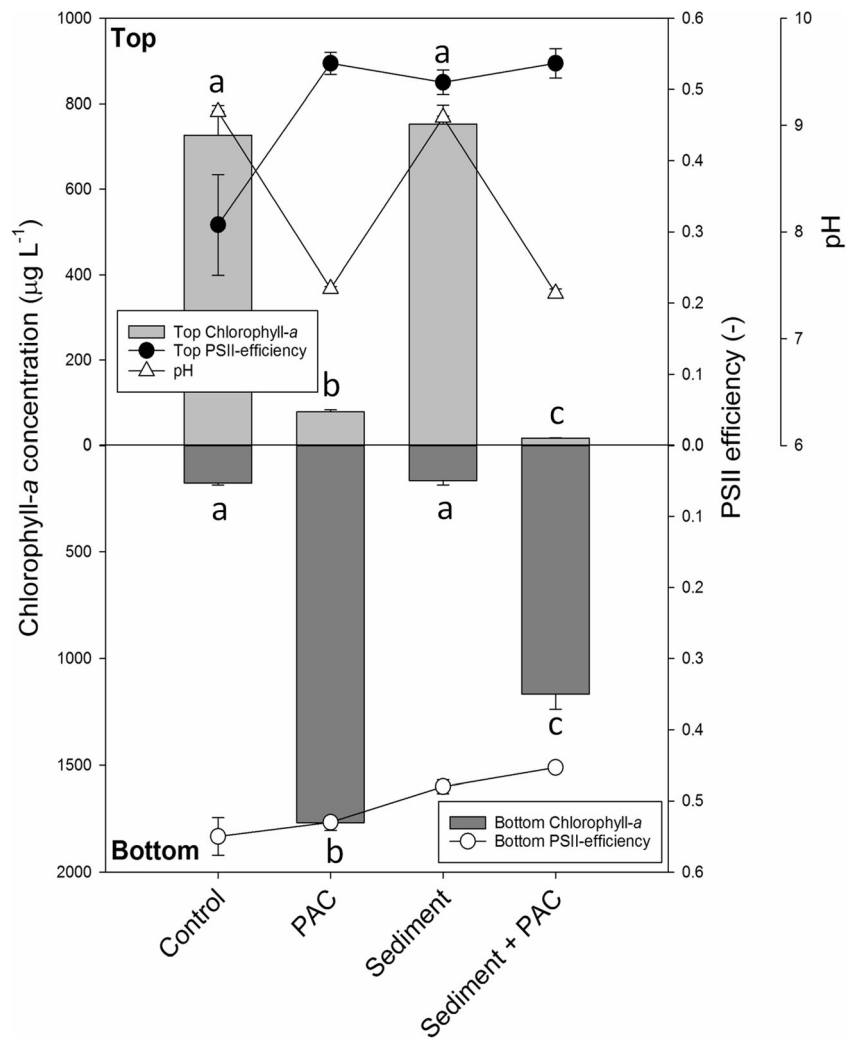 Top
1000
800
600
400
200
0
500
1000
1500
2000
Chlorophyll-a concentration (µg L⁻¹)
0.6
0.5
0.4
0.3
0.2
0.1
0.0
0.1
0.2
0.3
0.4
0.5
0.6
PSII efficiency (-)
10
9
8
7
6
pH
a
a
b
c
Top Chlorophyll-a
Top PSII-efficiency
pH
a
a
b
c
Bottom Chlorophyll-a
Bottom PSII-efficiency
Bottom
Control
PAC
Sediment
Sediment + PAC